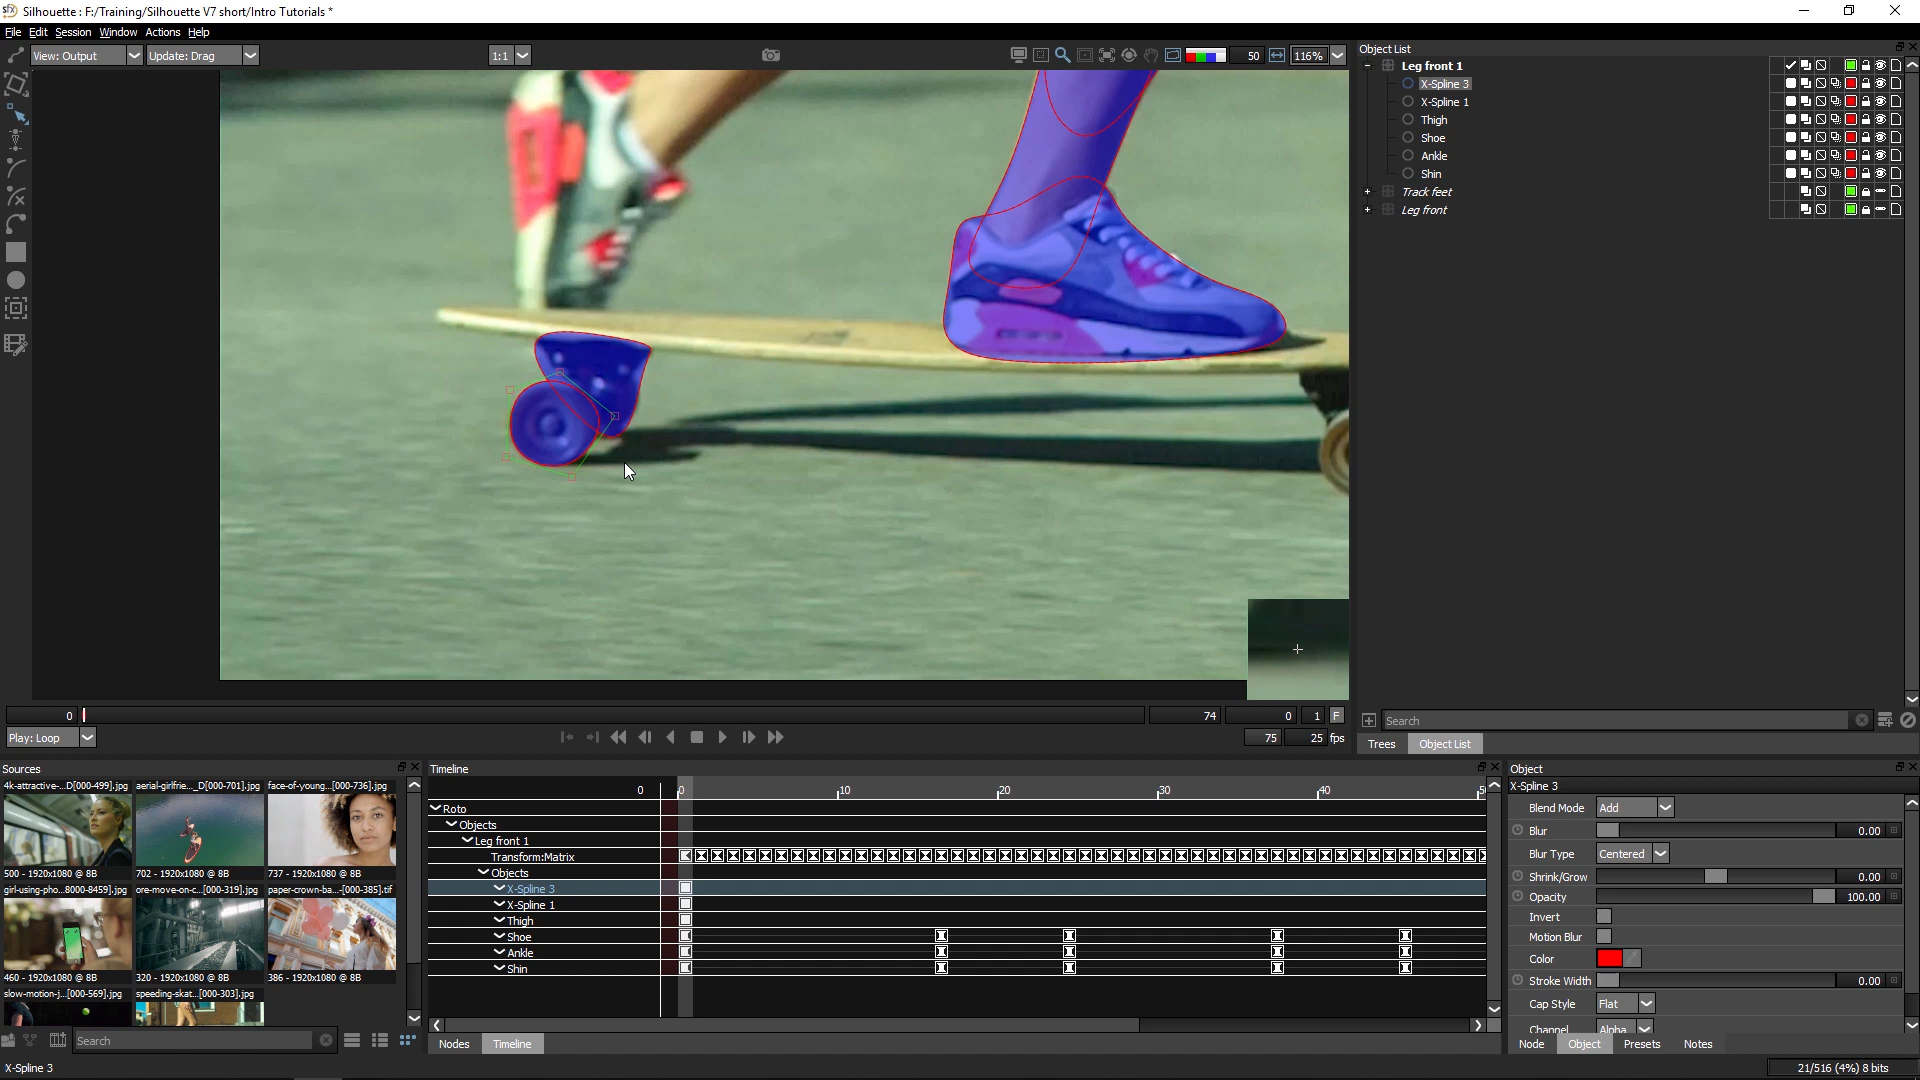 sfx Silhouette : F:/Training/Silhouette V7 short/Intro Tutorials *
File Edit Session Window Actions Help
View: Output Update: Drag 1:1 50 116%
Object List
Leg front 1
X-Spline 3
X-Spline 1
Thigh
Shoe
Ankle
Shin
Track feet
Leg front
0 74 0 1 F
Play: Loop 75 25 fps
Search
Trees Object List
Sources
4k-attractive-...D[000-499].jpg aerial-girlfrie..._D[000-701].jpg face-of-young...[000-736].jpg
500 - 1920x1080 @ 8B 702 - 1920x1080 @ 8B 737 - 1920x1080 @ 8B
girl-using-pho...8000-8459].jpg ore-move-on-c...[000-319].jpg paper-crown-ba...-[000-385].tif
460 - 1920x1080 @ 8B 320 - 1920x1080 @ 8B 386 - 1920x1080 @ 8B
slow-motion-j...[000-569].jpg speeding-skat...[000-303].jpg
Search
Timeline
0 0 10 20 30 40 50
Roto
Objects
Leg front 1
Transform:Matrix
Objects
X-Spline 3
X-Spline 1
Thigh
Shoe
Ankle
Shin
Nodes Timeline
Object
X-Spline 3
Blend Mode Add
Blur 0.00
Blur Type Centered
Shrink/Grow 0.00
Opacity 100.00
Invert
Motion Blur
Color
Stroke Width 0.00
Cap Style Flat
Channel Alpha
Node Object Presets Notes
X-Spline 3 21/516 (4%) 8 bits